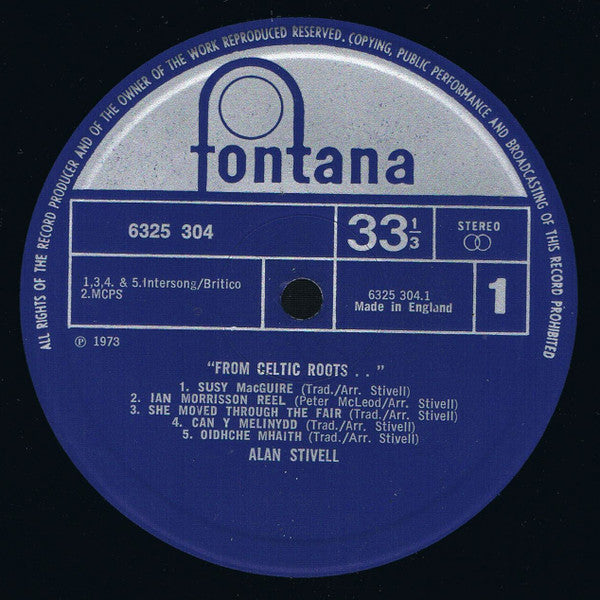 ALL RIGHTS OF THE RECORD PRODUCER AND OF THE OWNER OF THE WORK REPRODUCED RESERVED. COPYING, PUBLIC PERFORMANCE AND BROADCASTING OF THIS RECORD PROHIBITED
fontana
6325 304
33 1/3
STEREO
1,3,4. & 5.Intersong/Britico
2.MCPS
6325 304.1
Made in England
1
℗ 1973
"FROM CELTIC ROOTS . . "
1. SUSY MacGUIRE (Trad./Arr. Stivell)
2. IAN MORRISSON REEL (Peter McLeod/Arr. Stivell)
3. SHE MOVED THROUGH THE FAIR (Trad./Arr. Stivell)
4. CAN Y MELINYDD (Trad./Arr. Stivell)
5. OIDHCHE MHAITH (Trad./Arr. Stivell)
ALAN STIVELL